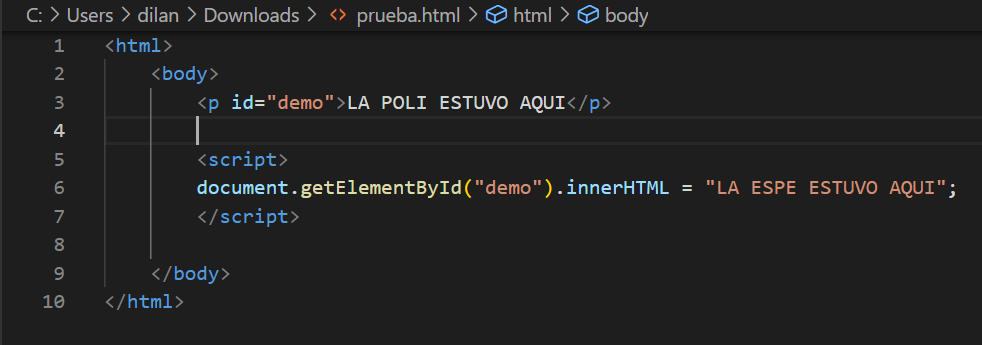 C: > Users > dilan > Downloads > <> prueba.html > html > body
1 <html>
2 <body>
3 <p id="demo">LA POLI ESTUVO AQUI</p>
4
5 <script>
6 document.getElementById("demo").innerHTML = "LA ESPE ESTUVO AQUI";
7 </script>
8
9 </body>
10 </html>